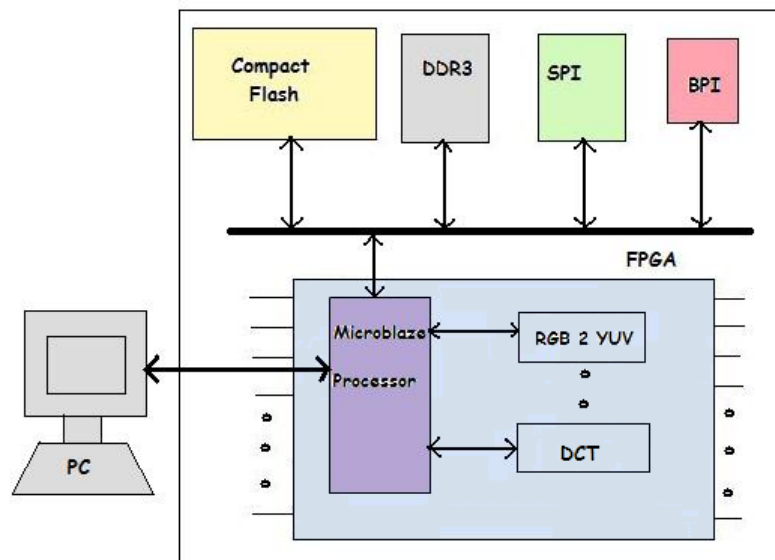 Compact
Flash
DDR3
SPI
BPI
FPGA
Microblaze
Processor
RGB 2 YUV
DCT
PC